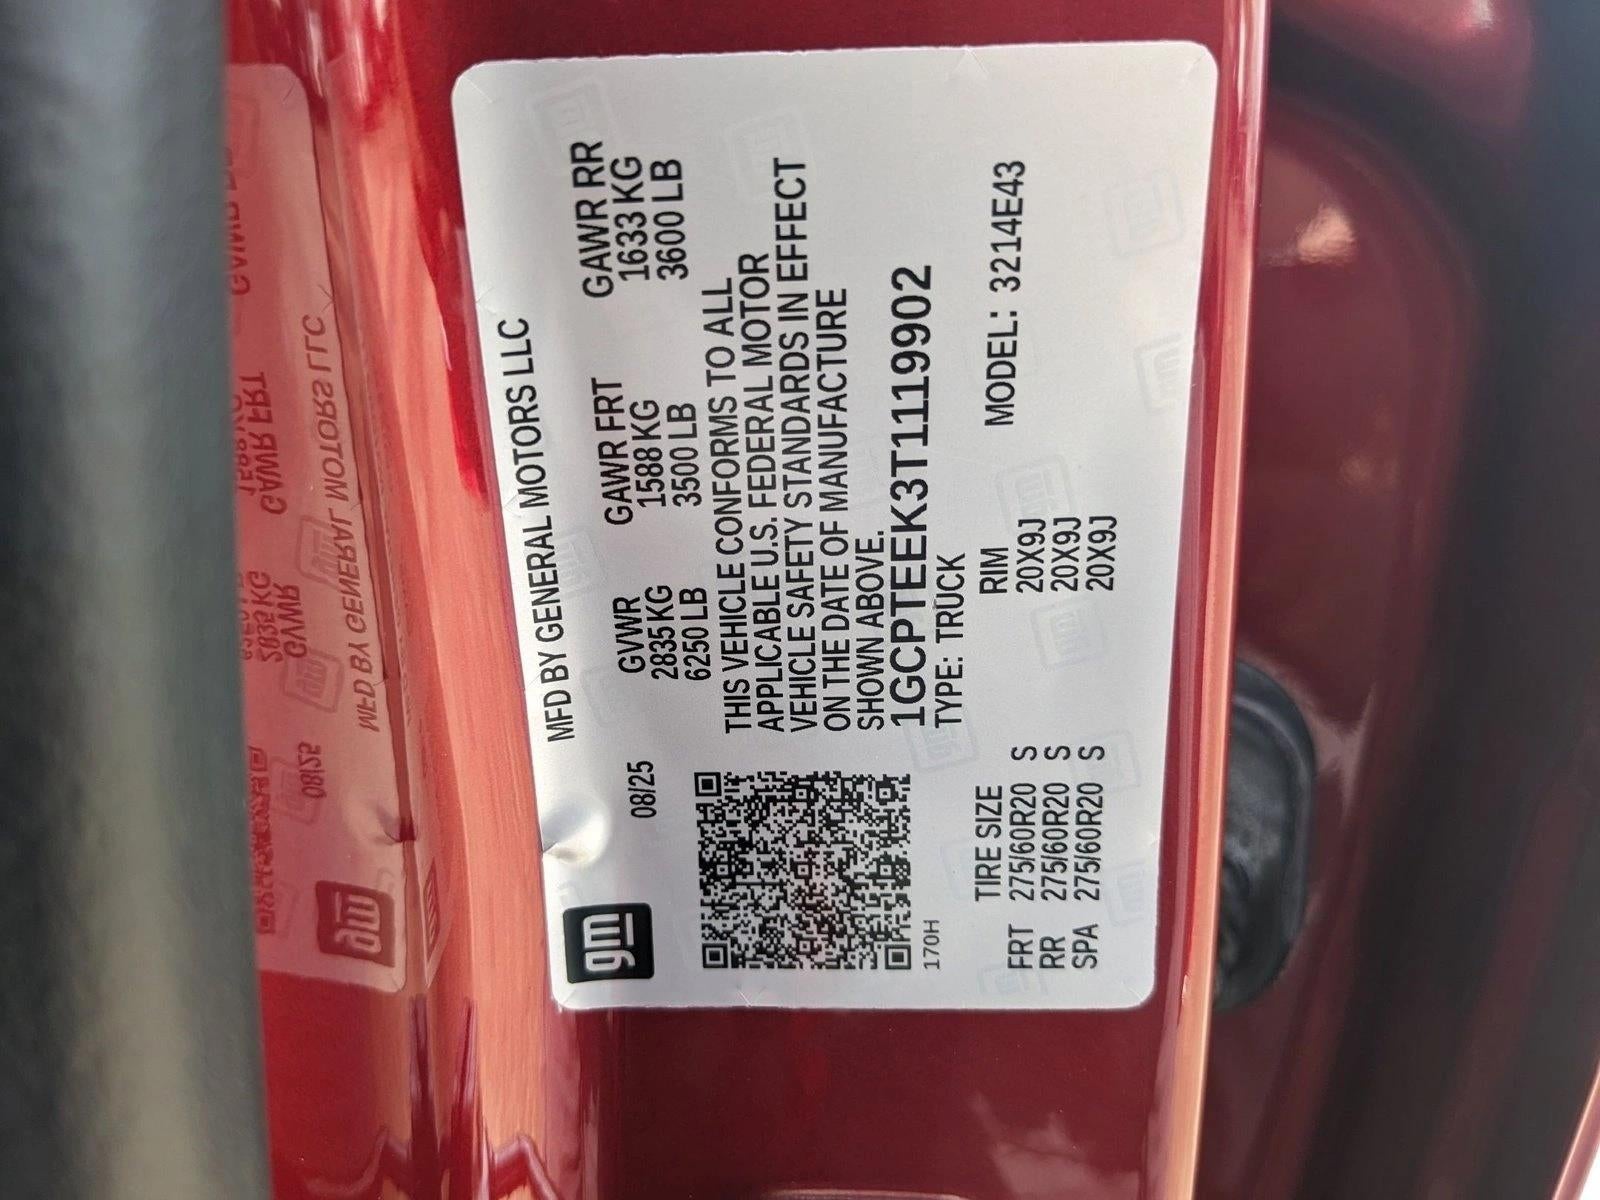 gm
MFD BY GENERAL MOTORS LLC
08/25
GVWR GAWR FRT GAWR RR
2835 KG 1588 KG 1633 KG
6250 LB 3500 LB 3600 LB
THIS VEHICLE CONFORMS TO ALL
APPLICABLE U.S. FEDERAL MOTOR
VEHICLE SAFETY STANDARDS IN EFFECT
ON THE DATE OF MANUFACTURE
SHOWN ABOVE.
1GCPTEEK3T1119902
TYPE: TRUCK
170H
MODEL: 3214E43
TIRE SIZE RIM
FRT 275/60R20 S 20X9J
RR 275/60R20 S 20X9J
SPA 275/60R20 S 20X9J